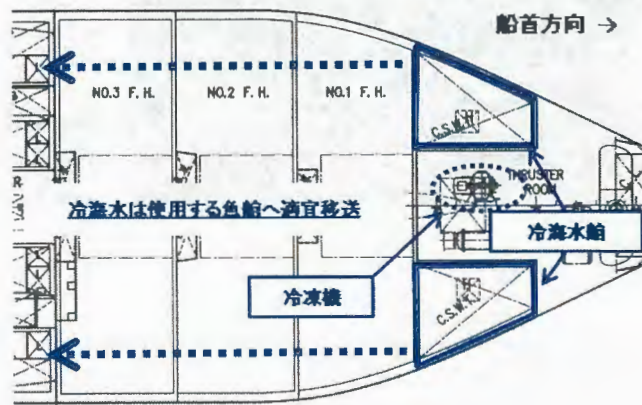 船首方向 →
NO.3 F. H.
NO.2 F. H.
NO.1 F. H.
C.S.W.H.
THRUSTER
ROOM
冷海水は使用する魚艙へ適宜移送
冷海水艙
冷凍機